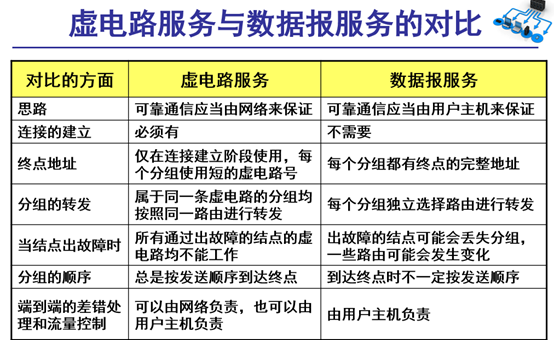 虚电路服务与数据报服务的对比
对比的方面 虚电路服务 数据报服务
思路 可靠通信应当由网络来保证 可靠通信应当由用户主机来保证
连接的建立 必须有 不需要
终点地址 仅在连接建立阶段使用，每个分组使用短的虚电路号 每个分组都有终点的完整地址
分组的转发 属于同一条虚电路的分组均按照同一路由进行转发 每个分组独立选择路由进行转发
当结点出故障时 所有通过出故障的结点的虚电路均不能工作 出故障的结点可能会丢失分组，一些路由可能会发生变化
分组的顺序 总是按发送顺序到达终点 到达终点时不一定按发送顺序
端到端的差错处理和流量控制 可以由网络负责，也可以由用户主机负责 由用户主机负责